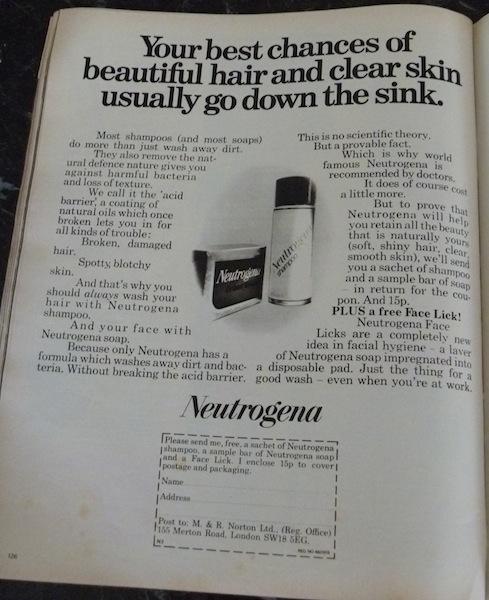 Your best chances of
beautiful hair and clear skin
usually go down the sink.
Most shampoos (and most soaps)
do more than just wash away dirt.
They also remove the nat-
ural defence nature gives you
against harmful bacteria
and loss of texture.
We call it the 'acid
barrier', a coating of
natural oils which once
broken lets you in for
all kinds of trouble:
Broken, damaged
hair.
Spotty, blotchy
skin.
And that's why you
should always wash your
hair with Neutrogena
shampoo.
And your face with
Neutrogena soap.
Because only Neutrogena has a
formula which washes away dirt and bac-
teria. Without breaking the acid barrier.
This is no scientific theory.
But a provable fact.
Which is why world
famous Neutrogena is
recommended by doctors.
It does of course cost
a little more.
But to prove that
Neutrogena will help
you retain all the beauty
that is naturally yours
(soft, shiny hair, clear,
smooth skin), we'll send
you a sachet of shampoo
and a sample bar of soap
– in return for the cou-
pon. And 15p.
PLUS a free Face Lick!
Neutrogena Face
Licks are a completely new
idea in facial hygiene – a layer
of Neutrogena soap impregnated into
a disposable pad. Just the thing for a
good wash – even when you're at work.
Neutrogena
Neutrogena
shampoo
Neutrogena
Please send me, free, a sachet of Neutrogena
shampoo, a sample bar of Neutrogena soap
and a Face Lick. I enclose 15p to cover
postage and packaging.
Name
Address
Post to: M. & R. Norton Ltd., (Reg. Office)
155 Merton Road, London SW18 5EG.
126